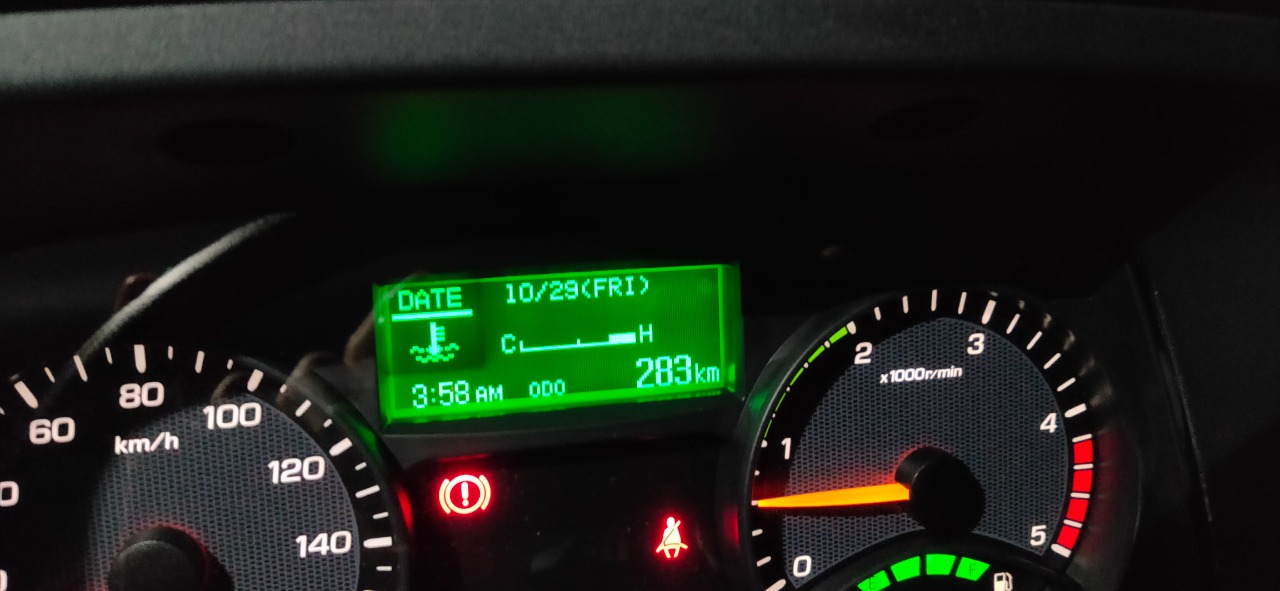 DATE 10/29(FRI)
C H
3:58 AM ODO 283km
60 80 100 120 140
km/h
0 1 2 3 4 5
x1000r/min
E F